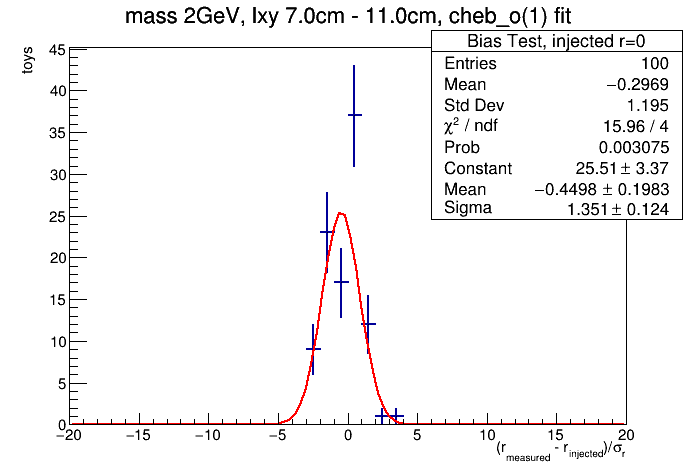 mass 2GeV, lxy 7.0cm - 11.0cm, cheb_o(1) fit
toys
Bias Test, injected r=0
Entries 100
Mean −0.2969
Std Dev 1.195
χ² / ndf 15.96 / 4
Prob 0.003075
Constant 25.51 ± 3.37
Mean −0.4498 ± 0.1983
Sigma 1.351 ± 0.124
45
40
35
30
25
20
15
10
5
0
−20 −15 −10 −5 0 5 10 15 20
(r_measured - r_injected)/σ_r